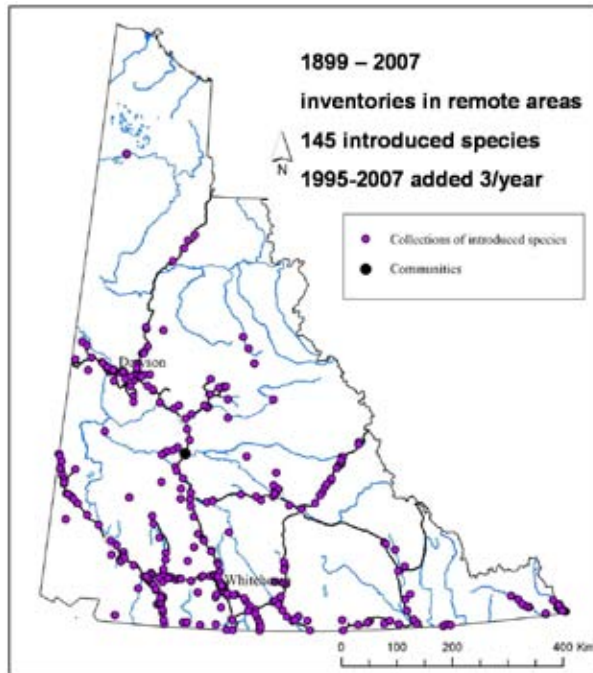 1899 – 2007
inventories in remote areas
145 introduced species
1995-2007 added 3/year
N
Collections of introduced species
Communities
Dawson
Whitehorse
0 100 200 400 Km